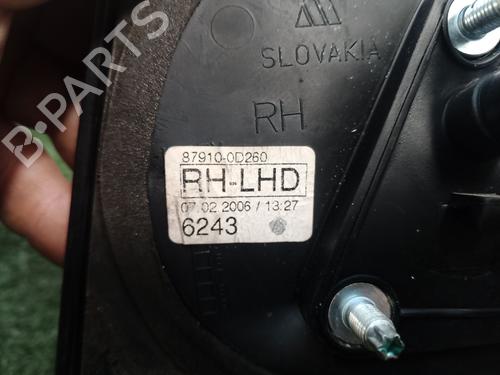 B-PARTS
SLOVAKIA
RH
87910-0D260
RH-LHD
07.02.2006 / 13:27
6243